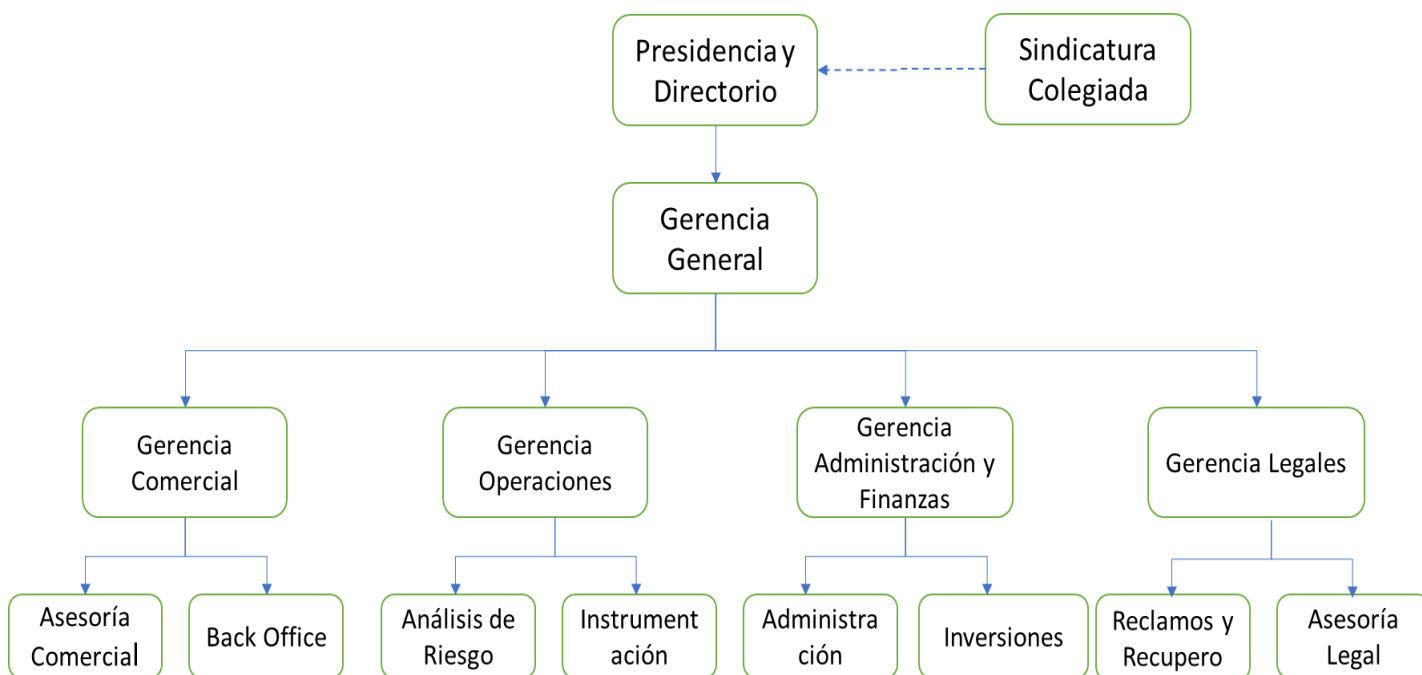 Presidencia y
Directorio
Sindicatura
Colegiada
Gerencia
General
Gerencia
Comercial
Gerencia
Operaciones
Gerencia
Administración y
Finanzas
Gerencia Legales
Asesoría
Comercial
Back Office
Análisis de
Riesgo
Instrument
ación
Administra
ción
Inversiones
Reclamos y
Recupero
Asesoría
Legal